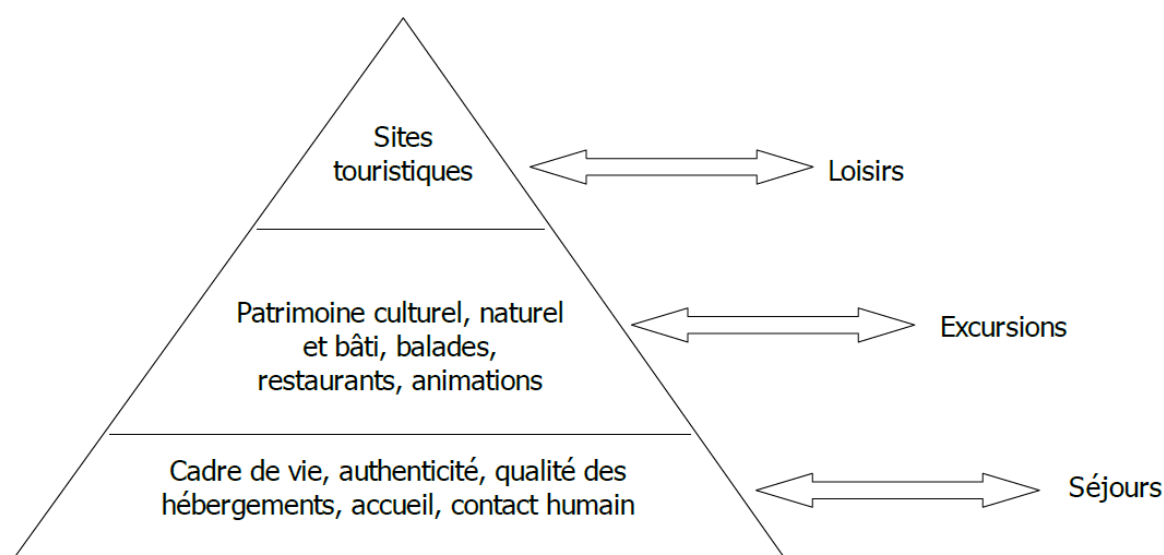 Sites
touristiques
Loisirs
Patrimoine culturel, naturel
et bâti, balades,
restaurants, animations
Excursions
Cadre de vie, authenticité, qualité des
hébergements, accueil, contact humain
Séjours